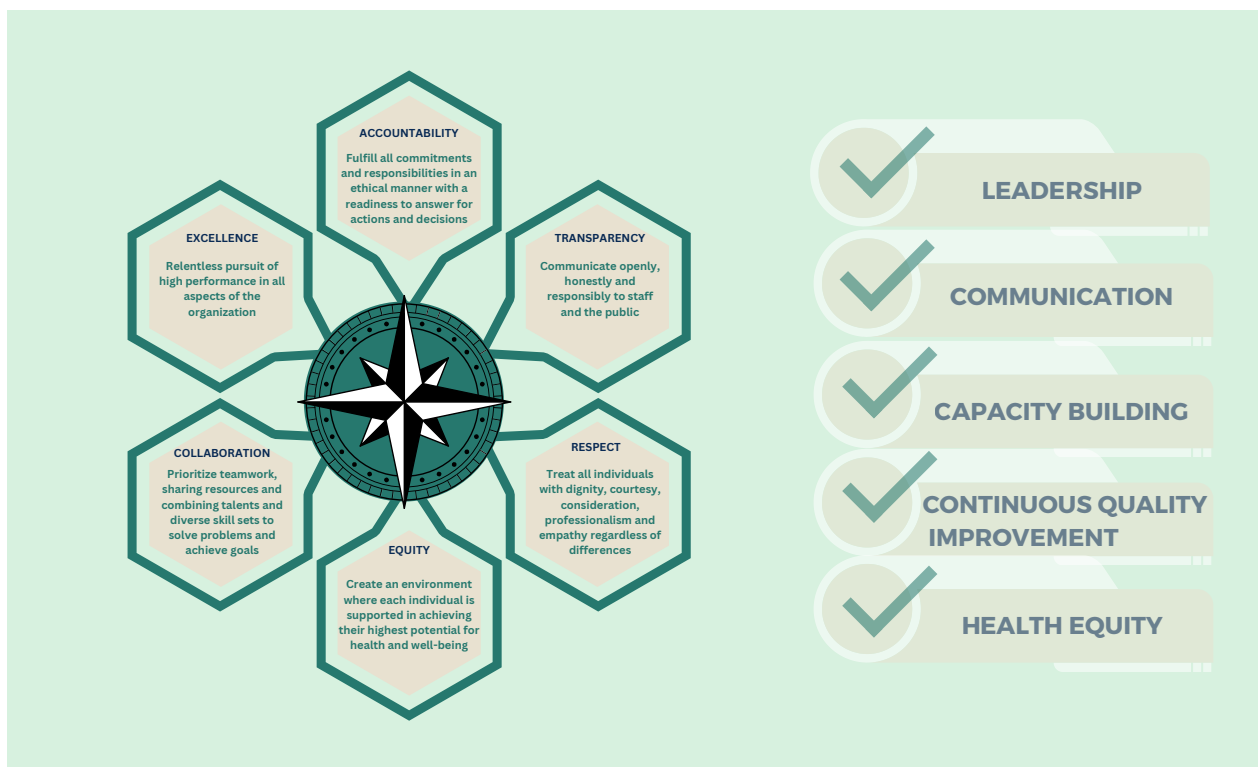 ACCOUNTABILITY
Fulfill all commitments
and responsibilities in an
ethical manner with a
readiness to answer for
actions and decisions
EXCELLENCE
Relentless pursuit of
high performance in all
aspects of the
organization
TRANSPARENCY
Communicate openly,
honestly and
responsibly to staff
and the public
COLLABORATION
Prioritize teamwork,
sharing resources and
combining talents and
diverse skill sets to
solve problems and
achieve goals
RESPECT
Treat all individuals
with dignity, courtesy,
consideration,
professionalism and
empathy regardless of
differences
EQUITY
Create an environment
where each individual is
supported in achieving
their highest potential for
health and well-being
LEADERSHIP
COMMUNICATION
CAPACITY BUILDING
CONTINUOUS QUALITY
IMPROVEMENT
HEALTH EQUITY